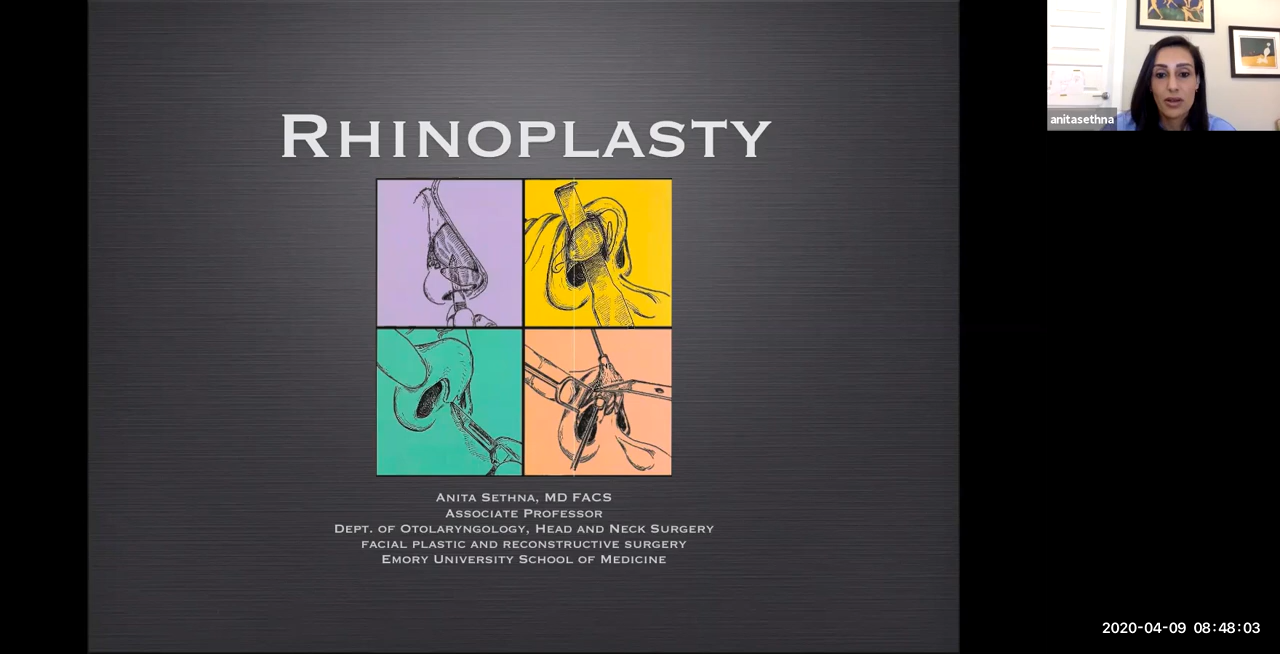 RHINOPLASTY
anitasethna
ANITA SETHNA, MD FACS
ASSOCIATE PROFESSOR
DEPT. OF OTOLARYNGOLOGY, HEAD AND NECK SURGERY
FACIAL PLASTIC AND RECONSTRUCTIVE SURGERY
EMORY UNIVERSITY SCHOOL OF MEDICINE
2020-04-09 08:48:03